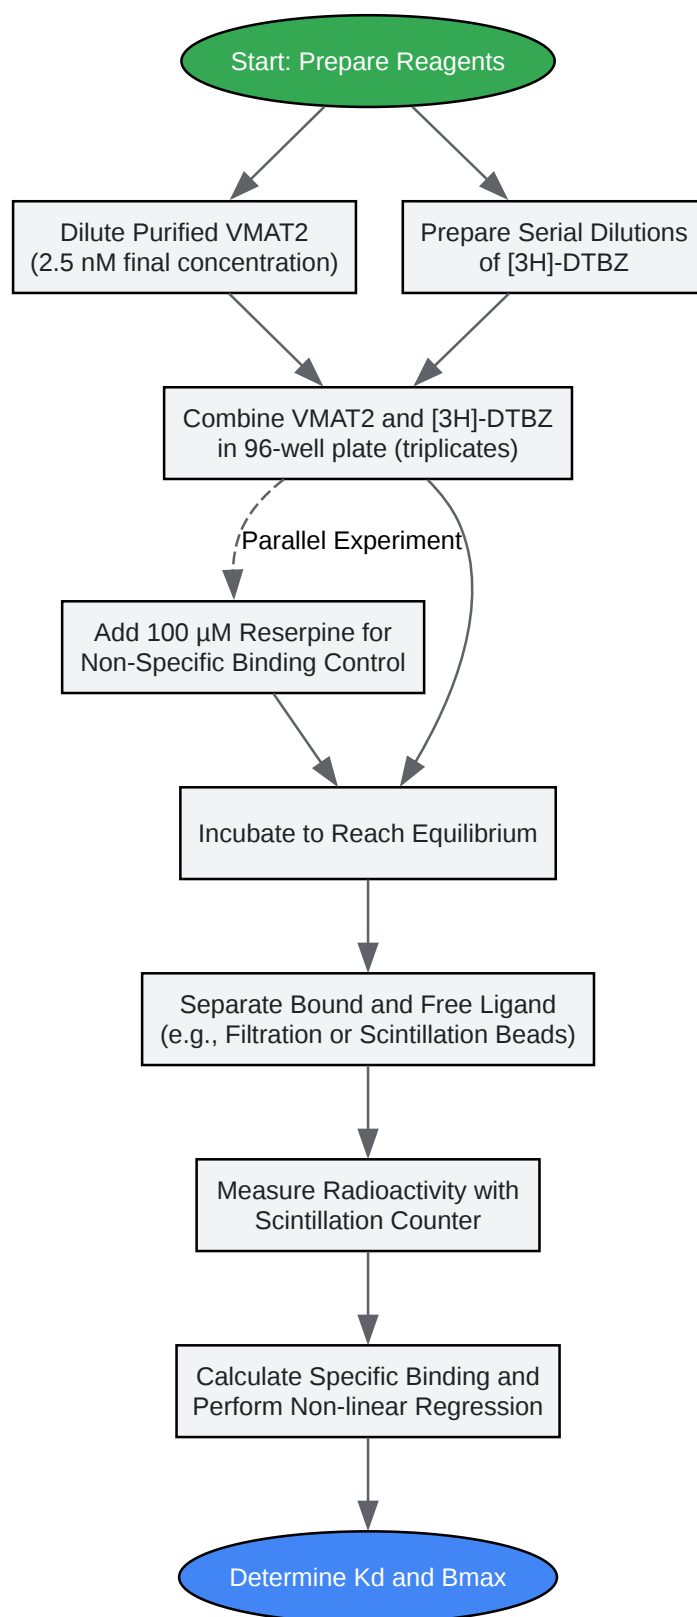 Start: Prepare Reagents
Dilute Purified VMAT2
(2.5 nM final concentration)
Prepare Serial Dilutions
of [3H]-DTBZ
Combine VMAT2 and [3H]-DTBZ
in 96-well plate (triplicates)
Parallel Experiment
Add 100 µM Reserpine for
Non-Specific Binding Control
Incubate to Reach Equilibrium
Separate Bound and Free Ligand
(e.g., Filtration or Scintillation Beads)
Measure Radioactivity with
Scintillation Counter
Calculate Specific Binding and
Perform Non-linear Regression
Determine Kd and Bmax